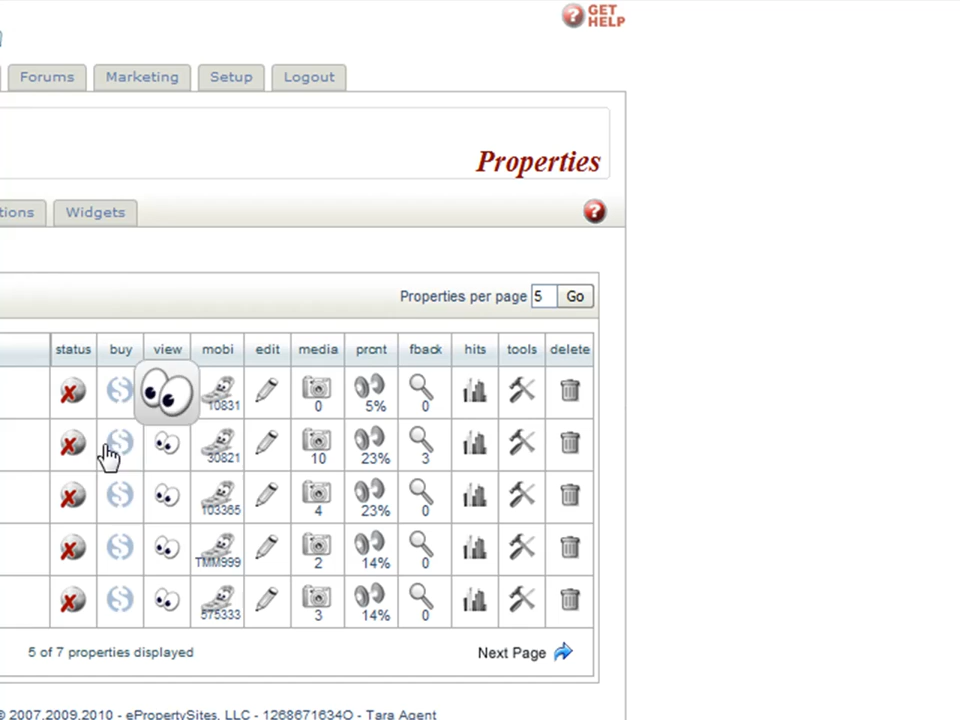 GET
HELP
Forums Marketing Setup Logout
Properties
tions Widgets
Properties per page 5 Go
status buy view mobi edit media prcnt fback hits tools delete
10831 0 5% 0
30821 10 23% 3
103365 4 23% 0
TMM999 2 14% 0
575333 3 14% 0
5 of 7 properties displayed Next Page
© 2007,2009,2010 - ePropertySites, LLC - 1268671634O - Tara Agent